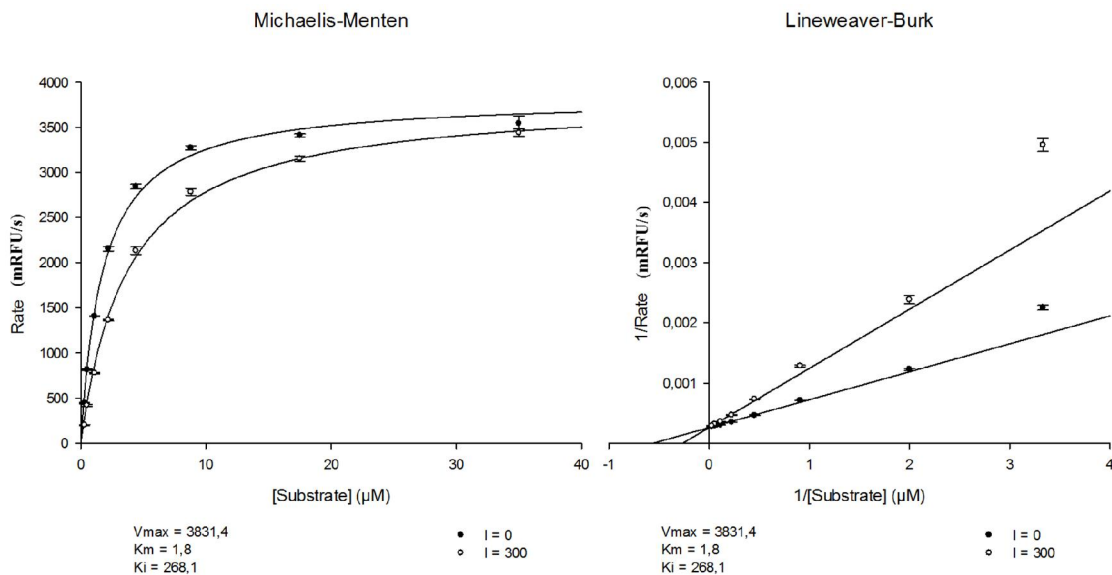 Michaelis-Menten
4000
3500
3000
2500
2000
1500
1000
500
0
Rate (mRFU/s)
0 10 20 30 40
[Substrate] (µM)
Vmax = 3831,4
Km = 1,8
Ki = 268,1
I = 0
I = 300
Lineweaver-Burk
0,006
0,005
0,004
0,003
0,002
0,001
1/Rate (mRFU/s)
-1 0 1 2 3 4
1/[Substrate] (µM)
Vmax = 3831,4
Km = 1,8
Ki = 268,1
I = 0
I = 300